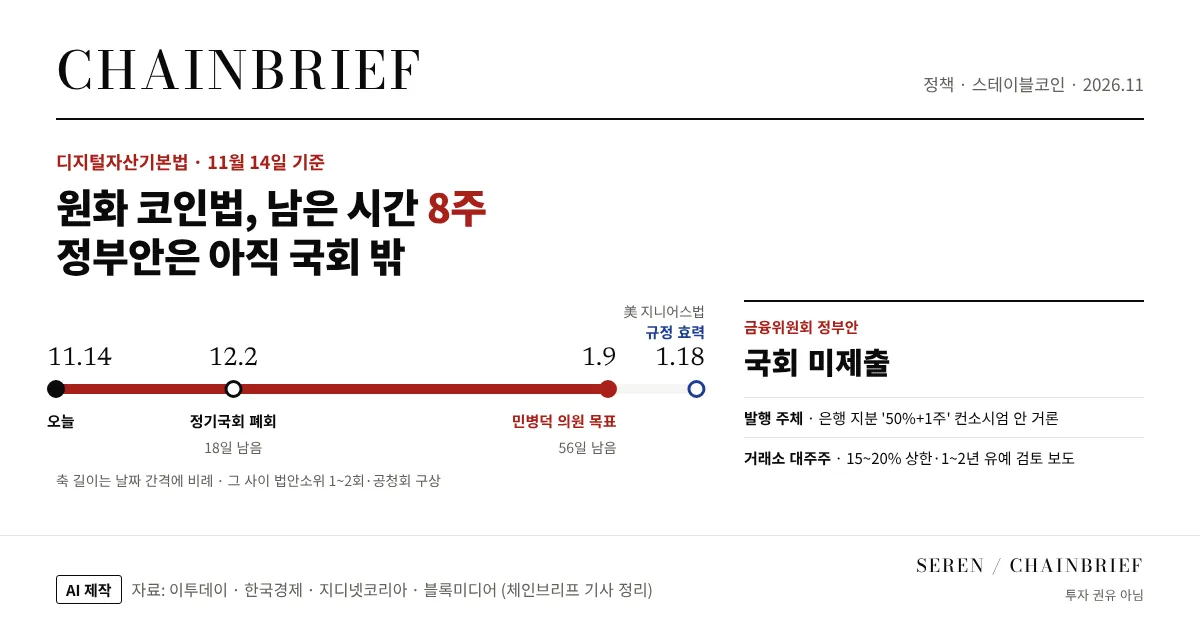 CHAINBRIEF
정책 · 스테이블코인 · 2026.11
디지털자산기본법 · 11월 14일 기준
원화 코인법, 남은 시간 8주
정부안은 아직 국회 밖
美 지니어스법
규정 효력
11.14
12.2
1.9
1.18
오늘
정기국회 폐회
18일 남음
민병덕 의원 목표
56일 남음
축 길이는 날짜 간격에 비례 · 그 사이 법안소위 1~2회·공청회 구상
금융위원회 정부안
국회 미제출
발행 주체 · 은행 지분 '50%+1주' 컨소시엄 안 거론
거래소 대주주 · 15~20% 상한·1~2년 유예 검토 보도
AI 제작
자료: 이투데이 · 한국경제 · 지디넷코리아 · 블록미디어 (체인브리프 기사 정리)
SEREN / CHAINBRIEF
투자 권유 아님